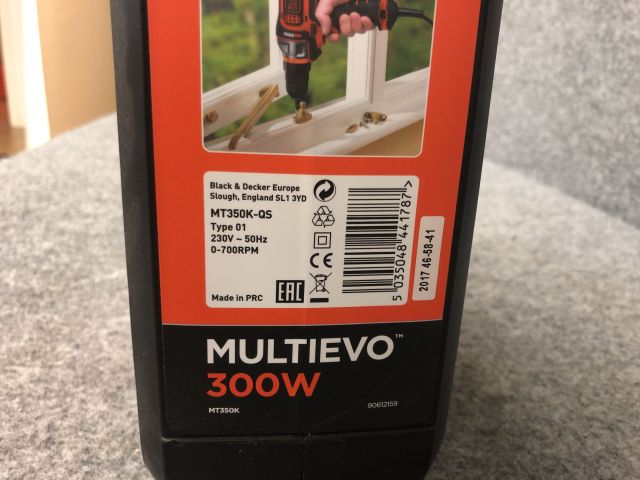 Black & Decker Europe
Slough, England SL1 3YD
MT350K-QS
Type 01
230V ~ 50Hz
0-700RPM
Made in PRC
CE
EAC
5 035048 441787 >
2017 46-58-41
MULTIEVO™
300W
MT350K
90612159